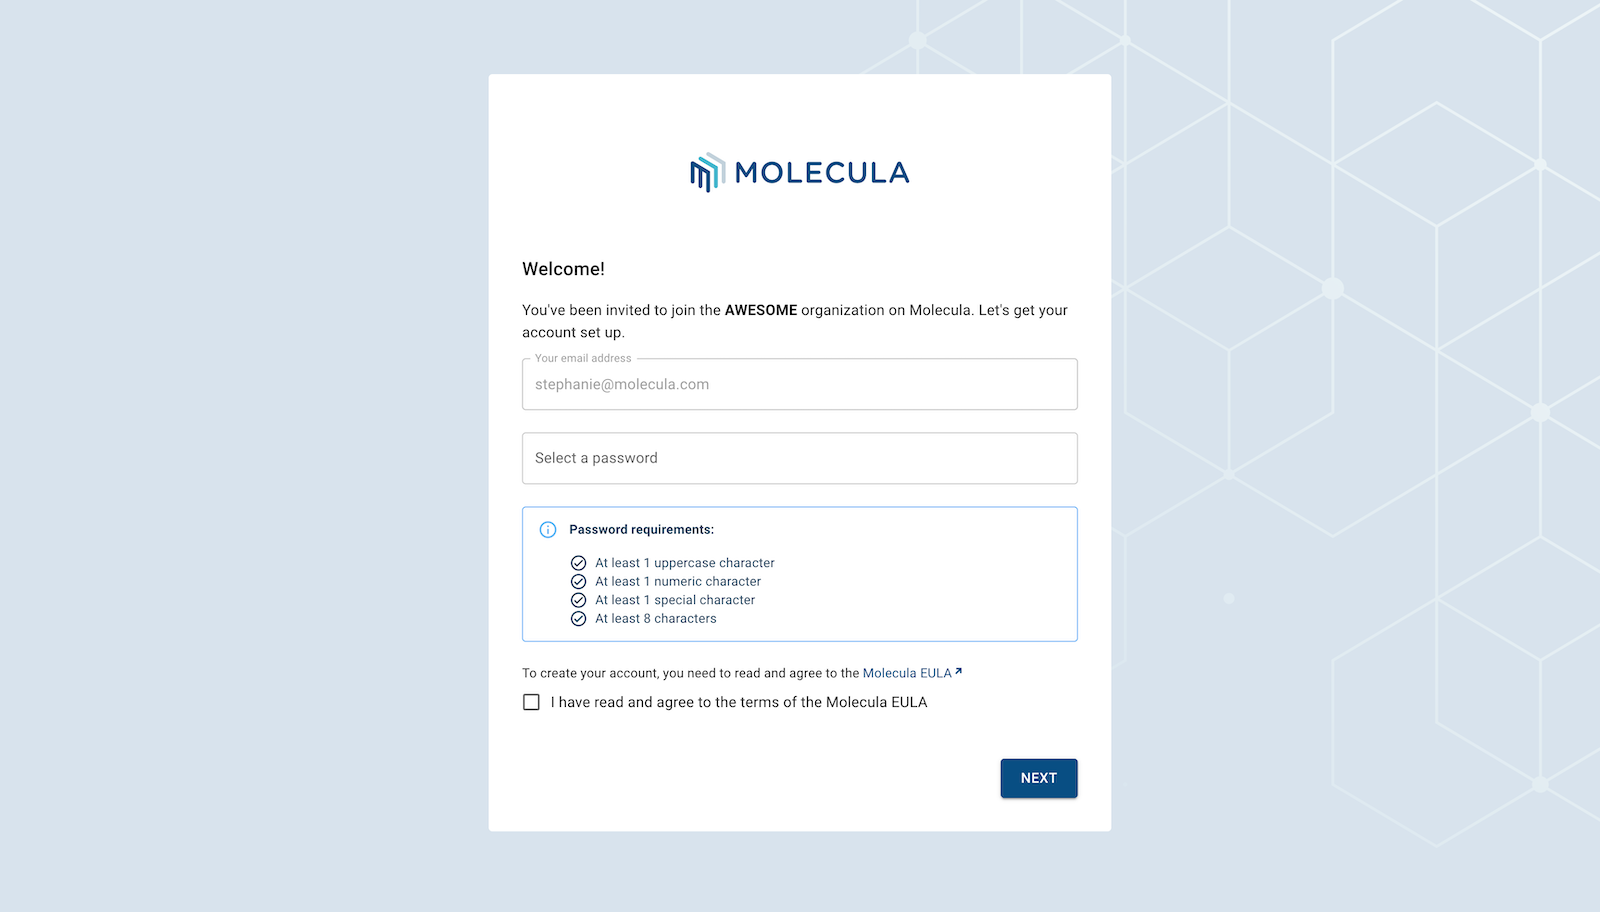 MOLECULA
Welcome!
You've been invited to join the AWESOME organization on Molecula. Let's get your
account set up.
Your email address
stephanie@molecula.com
Select a password
Password requirements:
At least 1 uppercase character
At least 1 numeric character
At least 1 special character
At least 8 characters
To create your account, you need to read and agree to the Molecula EULA
I have read and agree to the terms of the Molecula EULA
NEXT